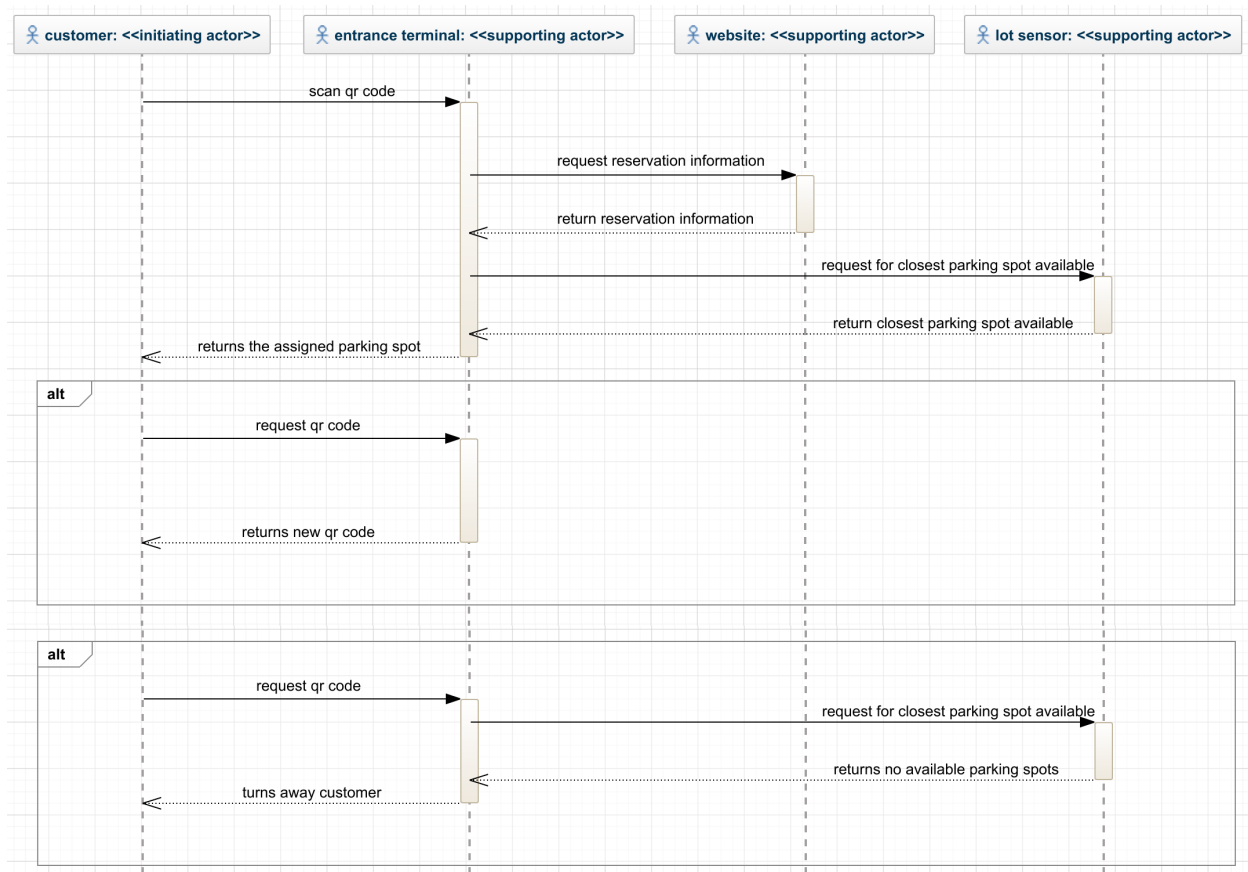 customer: <<initiating actor>>
entrance terminal: <<supporting actor>>
website: <<supporting actor>>
lot sensor: <<supporting actor>>
scan qr code
request reservation information
return reservation information
request for closest parking spot available
return closest parking spot available
returns the assigned parking spot
alt
request qr code
returns new qr code
alt
request qr code
request for closest parking spot available
returns no available parking spots
turns away customer